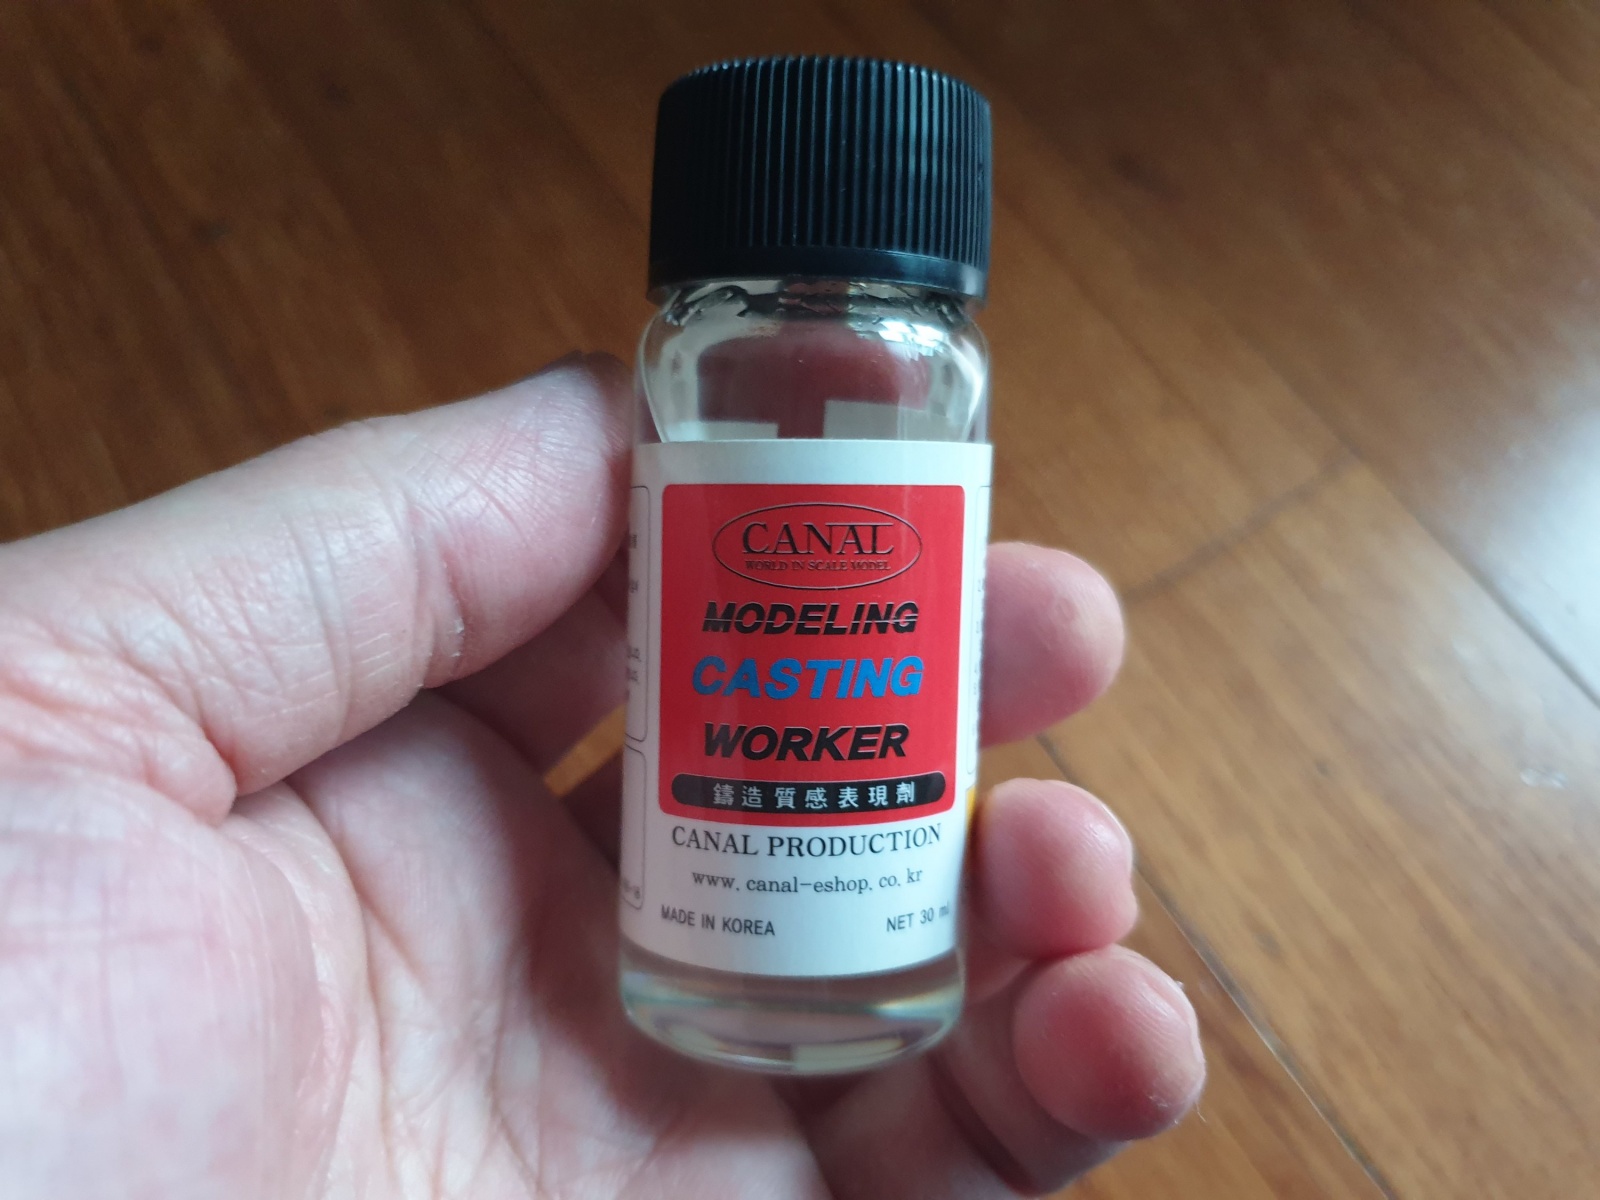 CANAL
WORLD IN SCALE MODEL
MODELING
CASTING
WORKER
鑄造質感表現劑
CANAL PRODUCTION
www.canal-eshop.co.kr
MADE IN KOREA
NET 30 ml